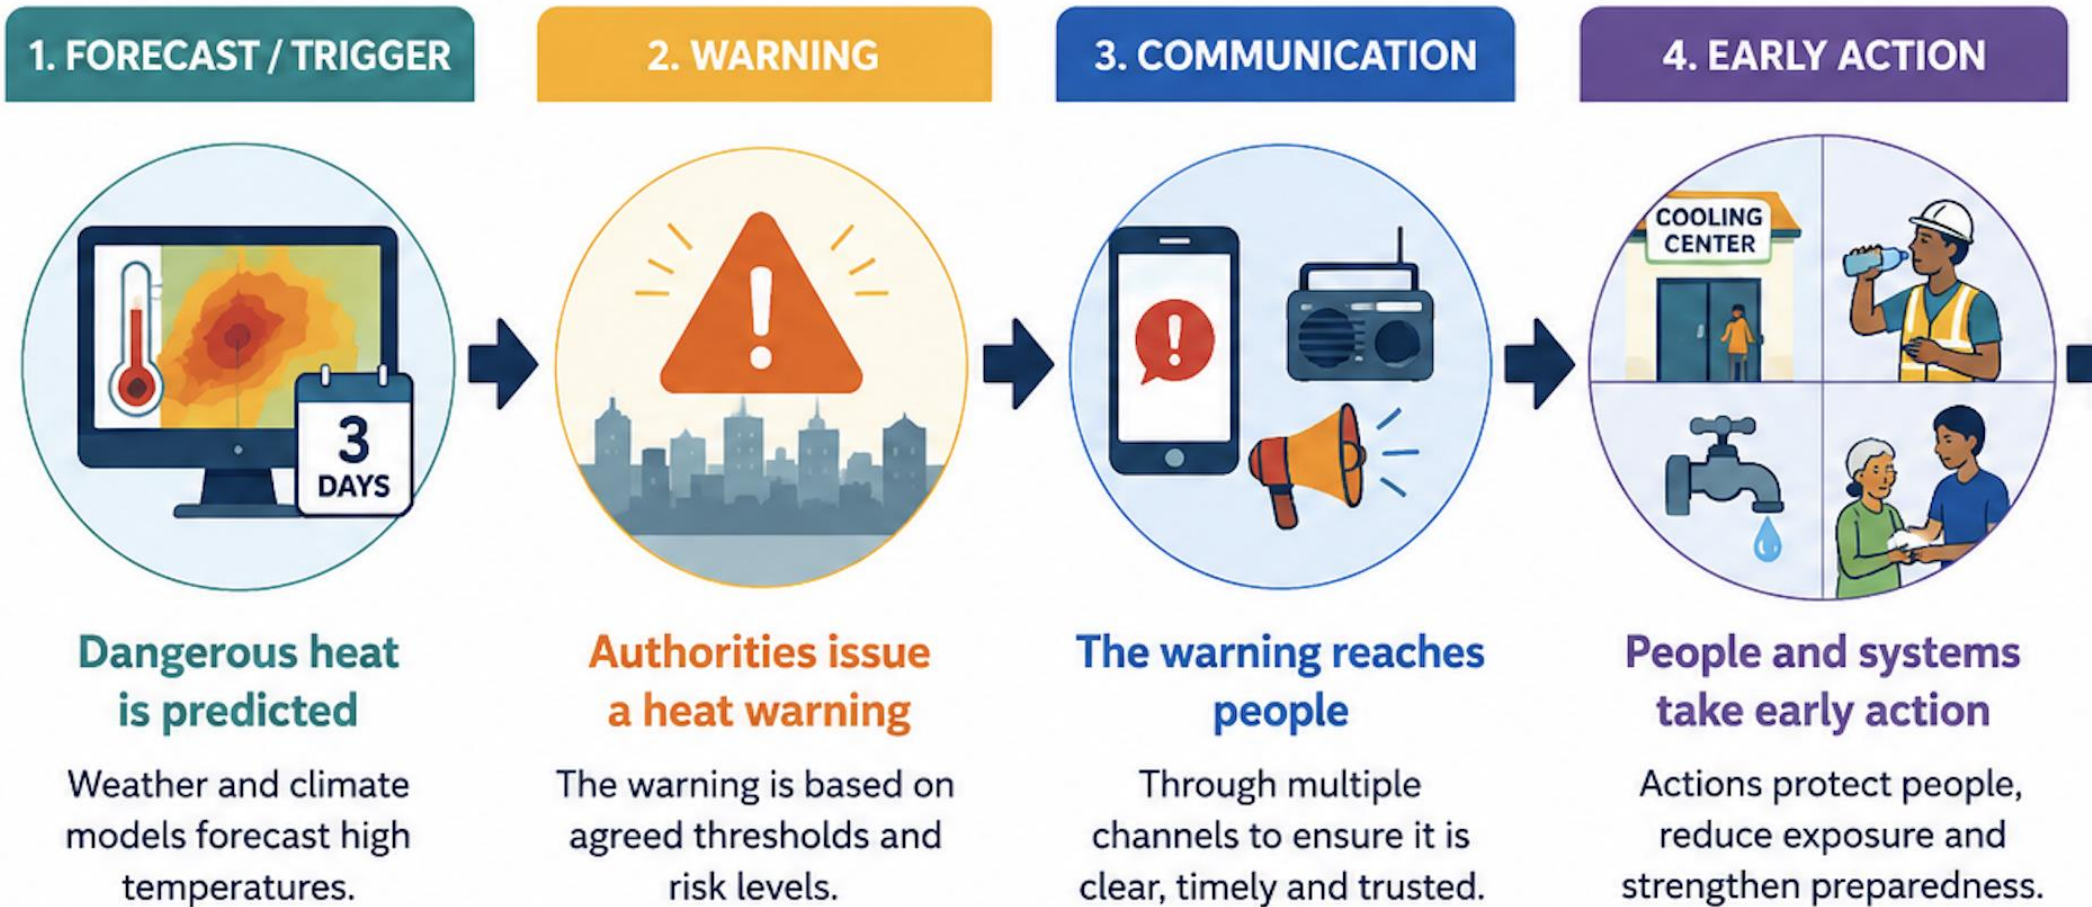 1. FORECAST / TRIGGER
2. WARNING
3. COMMUNICATION
4. EARLY ACTION
3
DAYS
COOLING
CENTER
Dangerous heat
is predicted
Weather and climate
models forecast high
temperatures.
Authorities issue
a heat warning
The warning is based on
agreed thresholds and
risk levels.
The warning reaches
people
Through multiple
channels to ensure it is
clear, timely and trusted.
People and systems
take early action
Actions protect people,
reduce exposure and
strengthen preparedness.